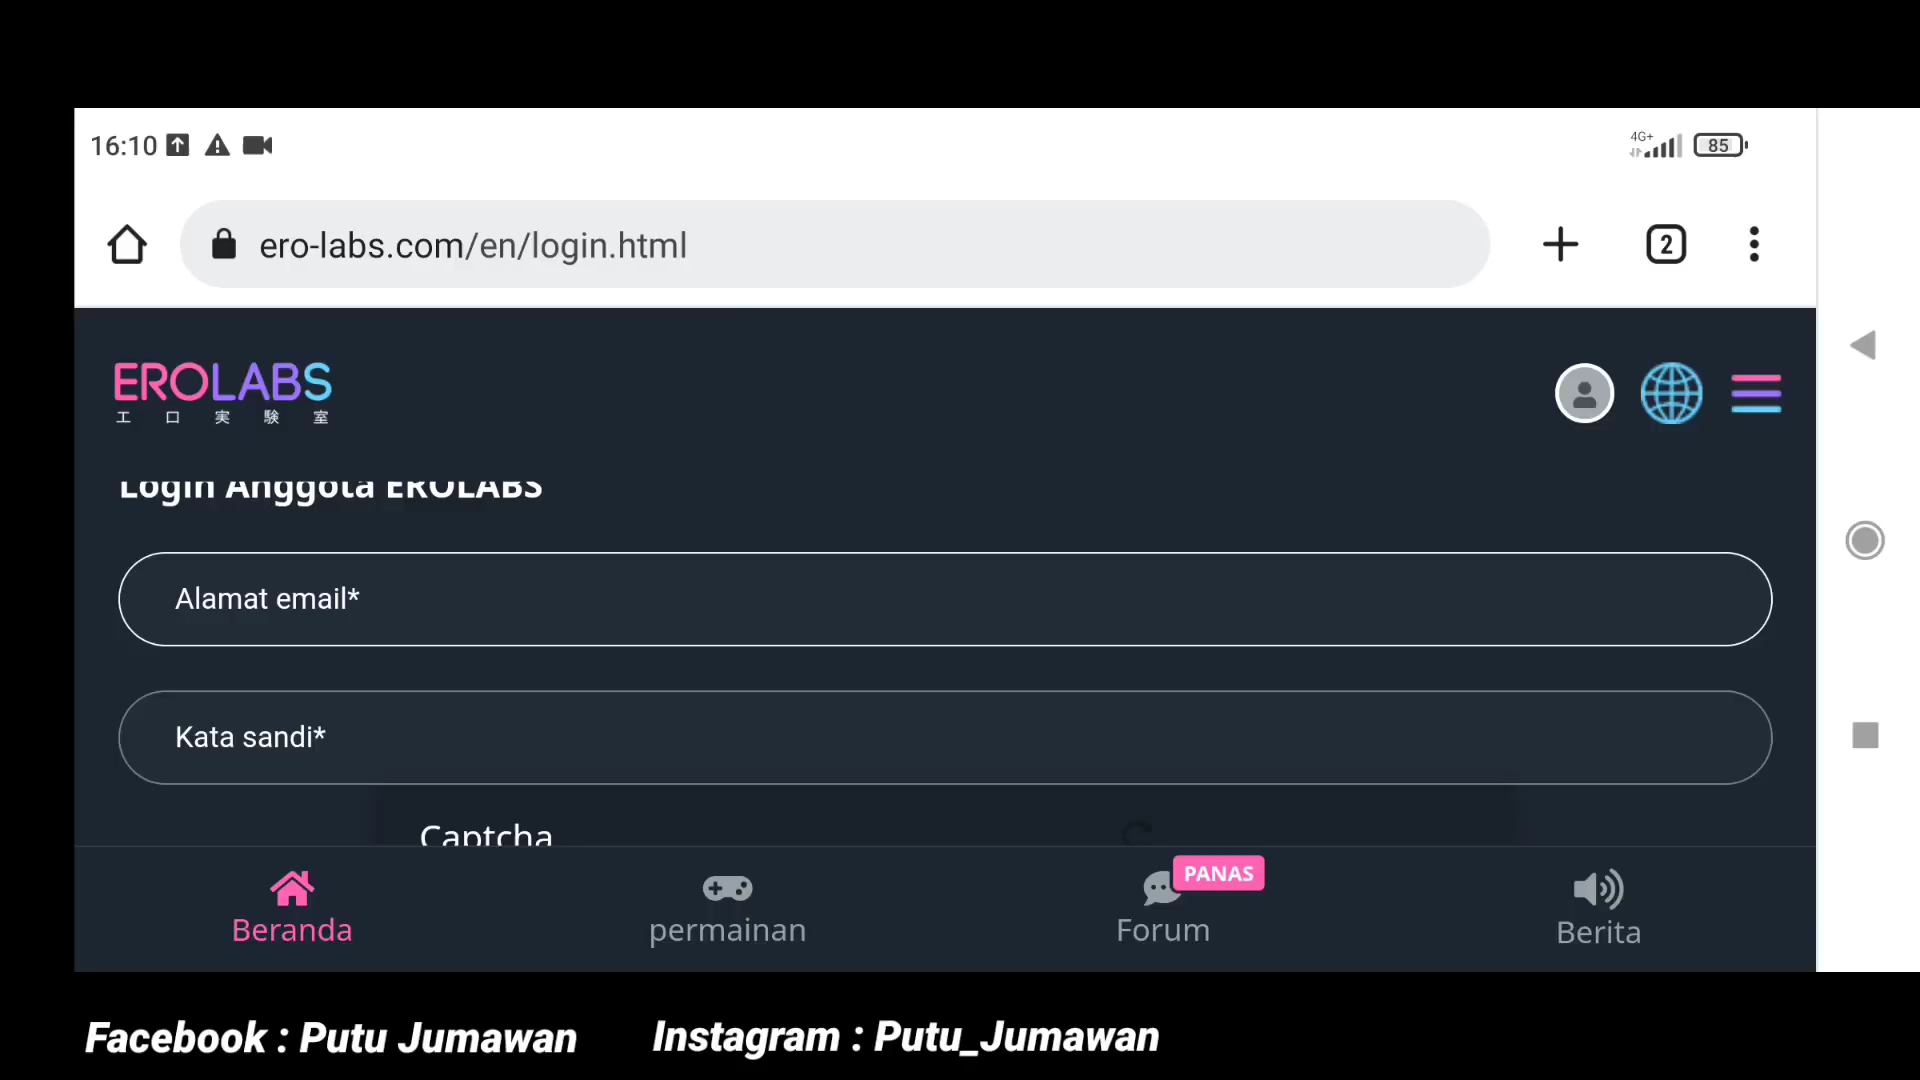 16:10
4G+
85
ero-labs.com/en/login.html
2
EROLABS
エロ実験室
Login Anggota EROLABS
Alamat email*
Kata sandi*
Captcha
PANAS
Beranda
permainan
Forum
Berita
Facebook : Putu Jumawan
Instagram : Putu_Jumawan